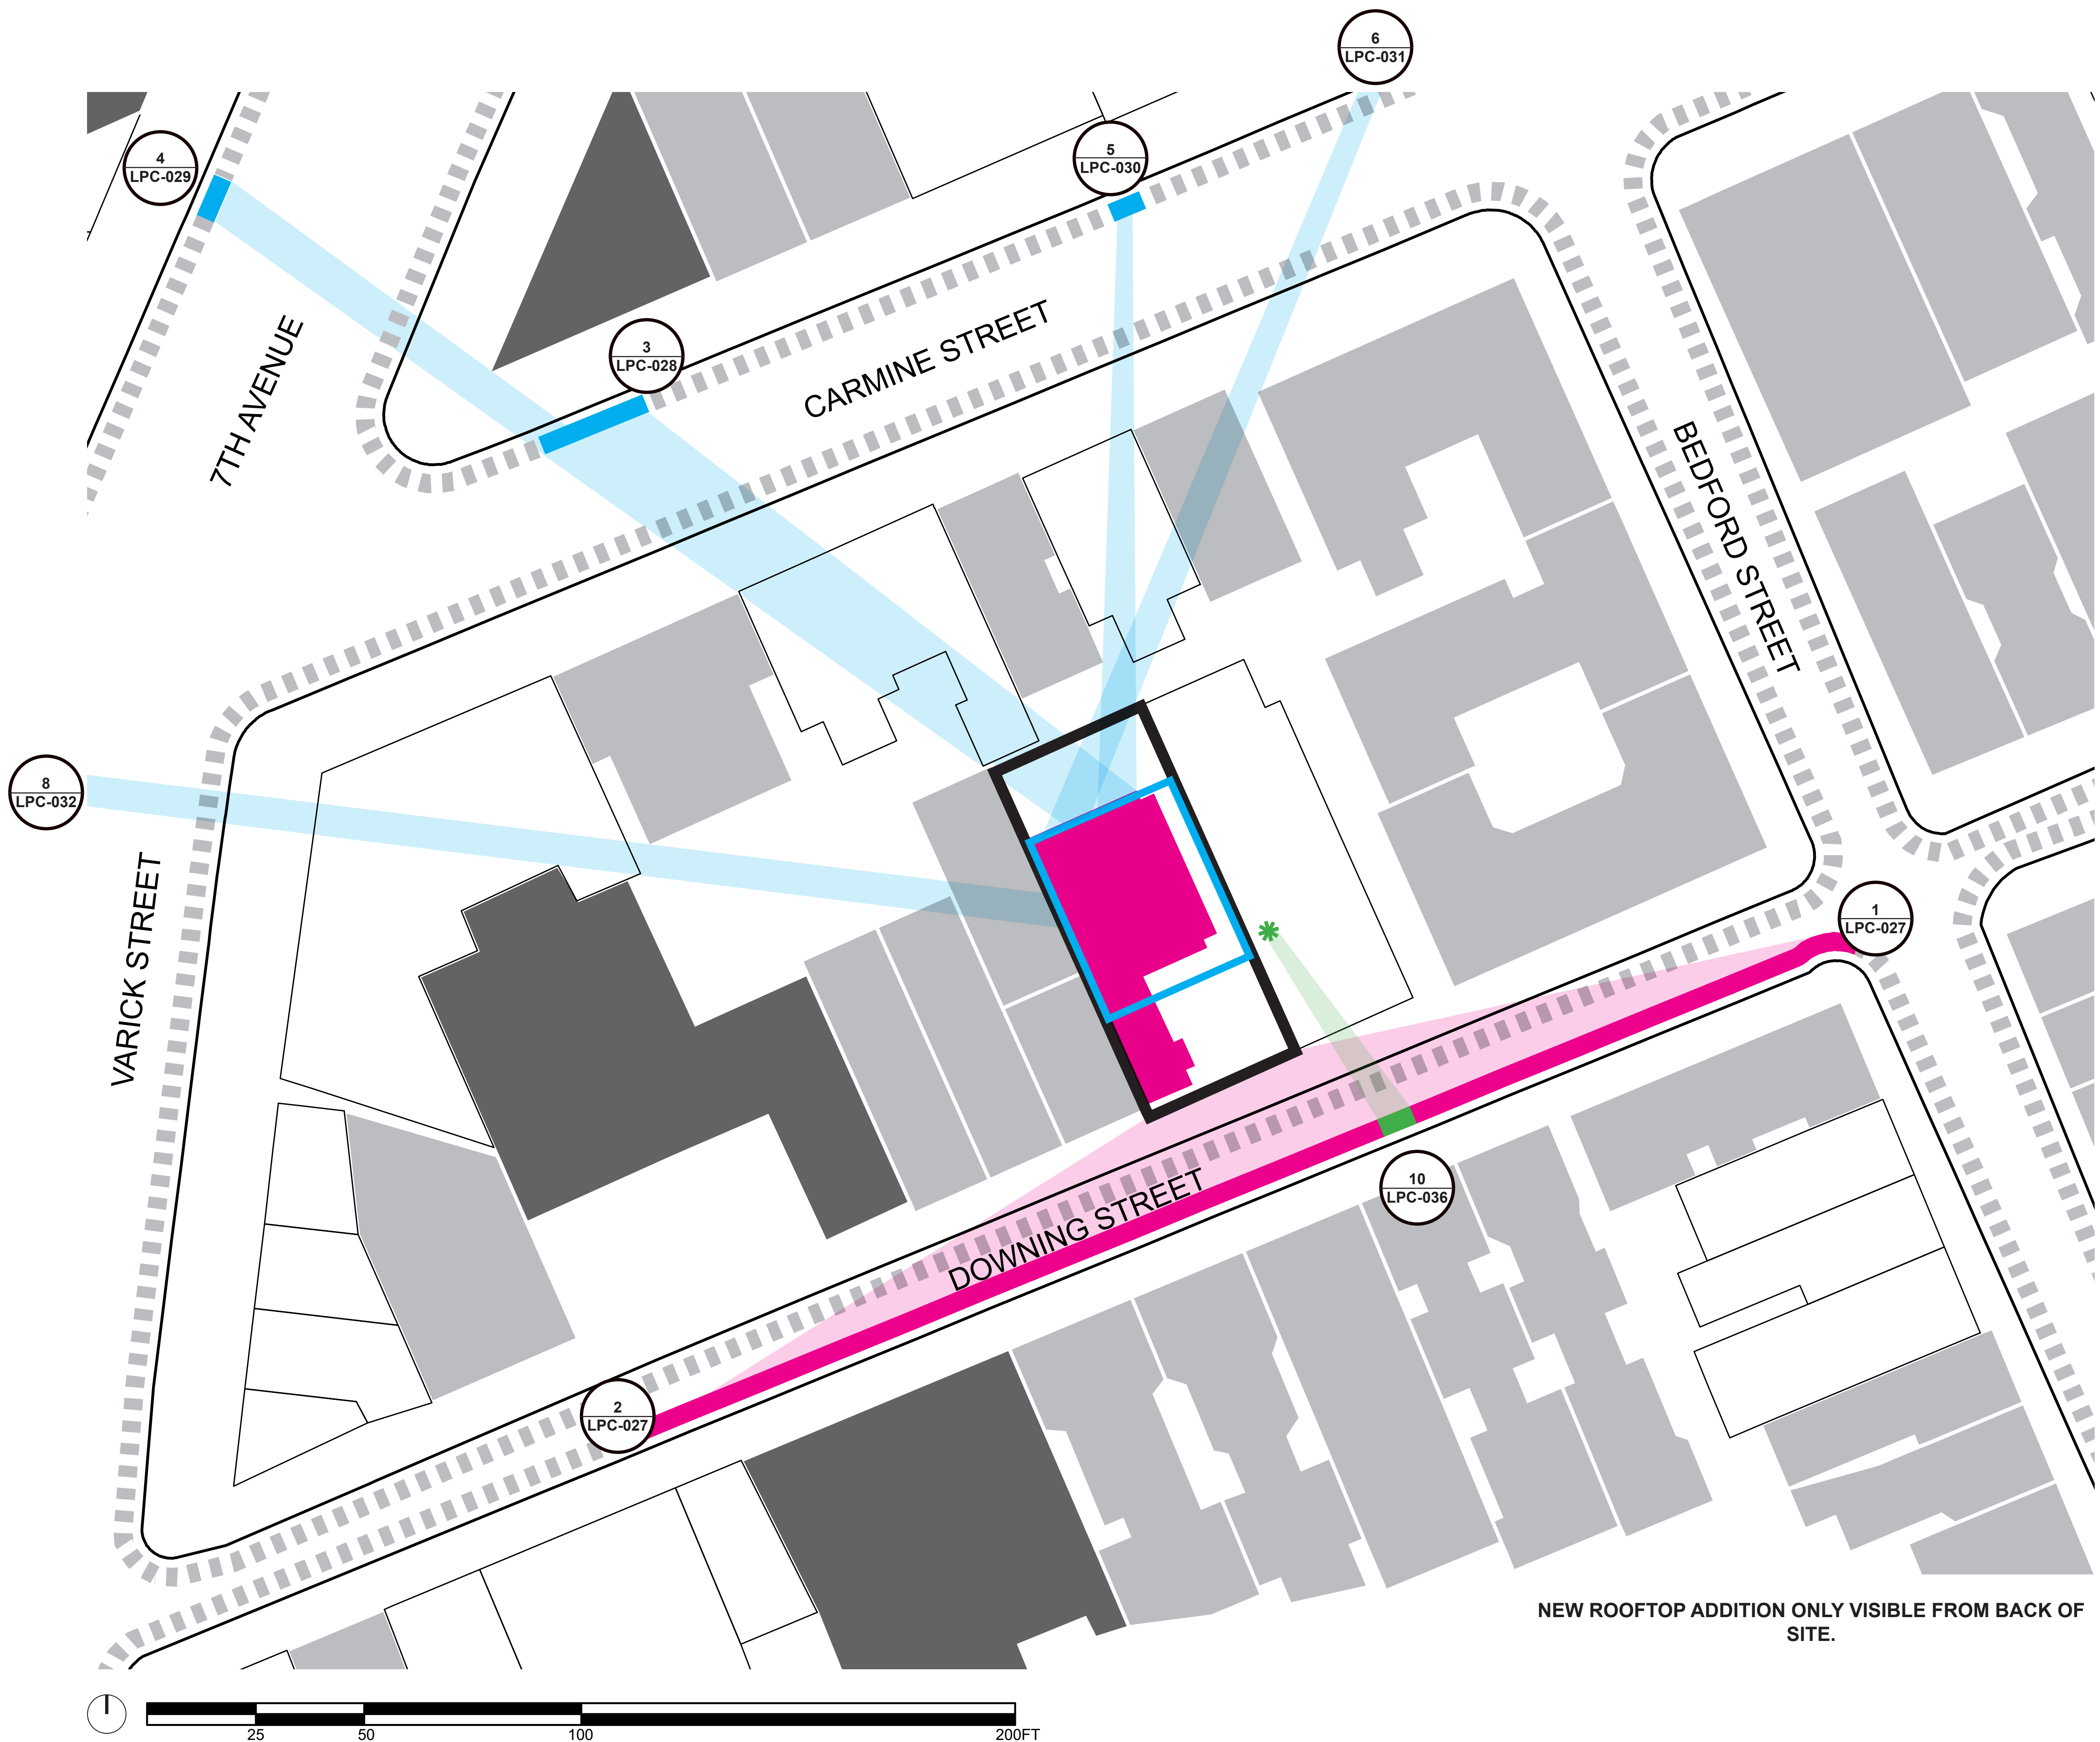 6
LPC-031
4
LPC-029
5
LPC-030
3
LPC-028
CARMINE STREET
7TH AVENUE
BEDFORD STREET
8
LPC-032
VARICK STREET
1
LPC-027
10
LPC-036
DOWNING STREET
2
LPC-027
NEW ROOFTOP ADDITION ONLY VISIBLE FROM BACK OF
SITE.
25
50
100
200FT